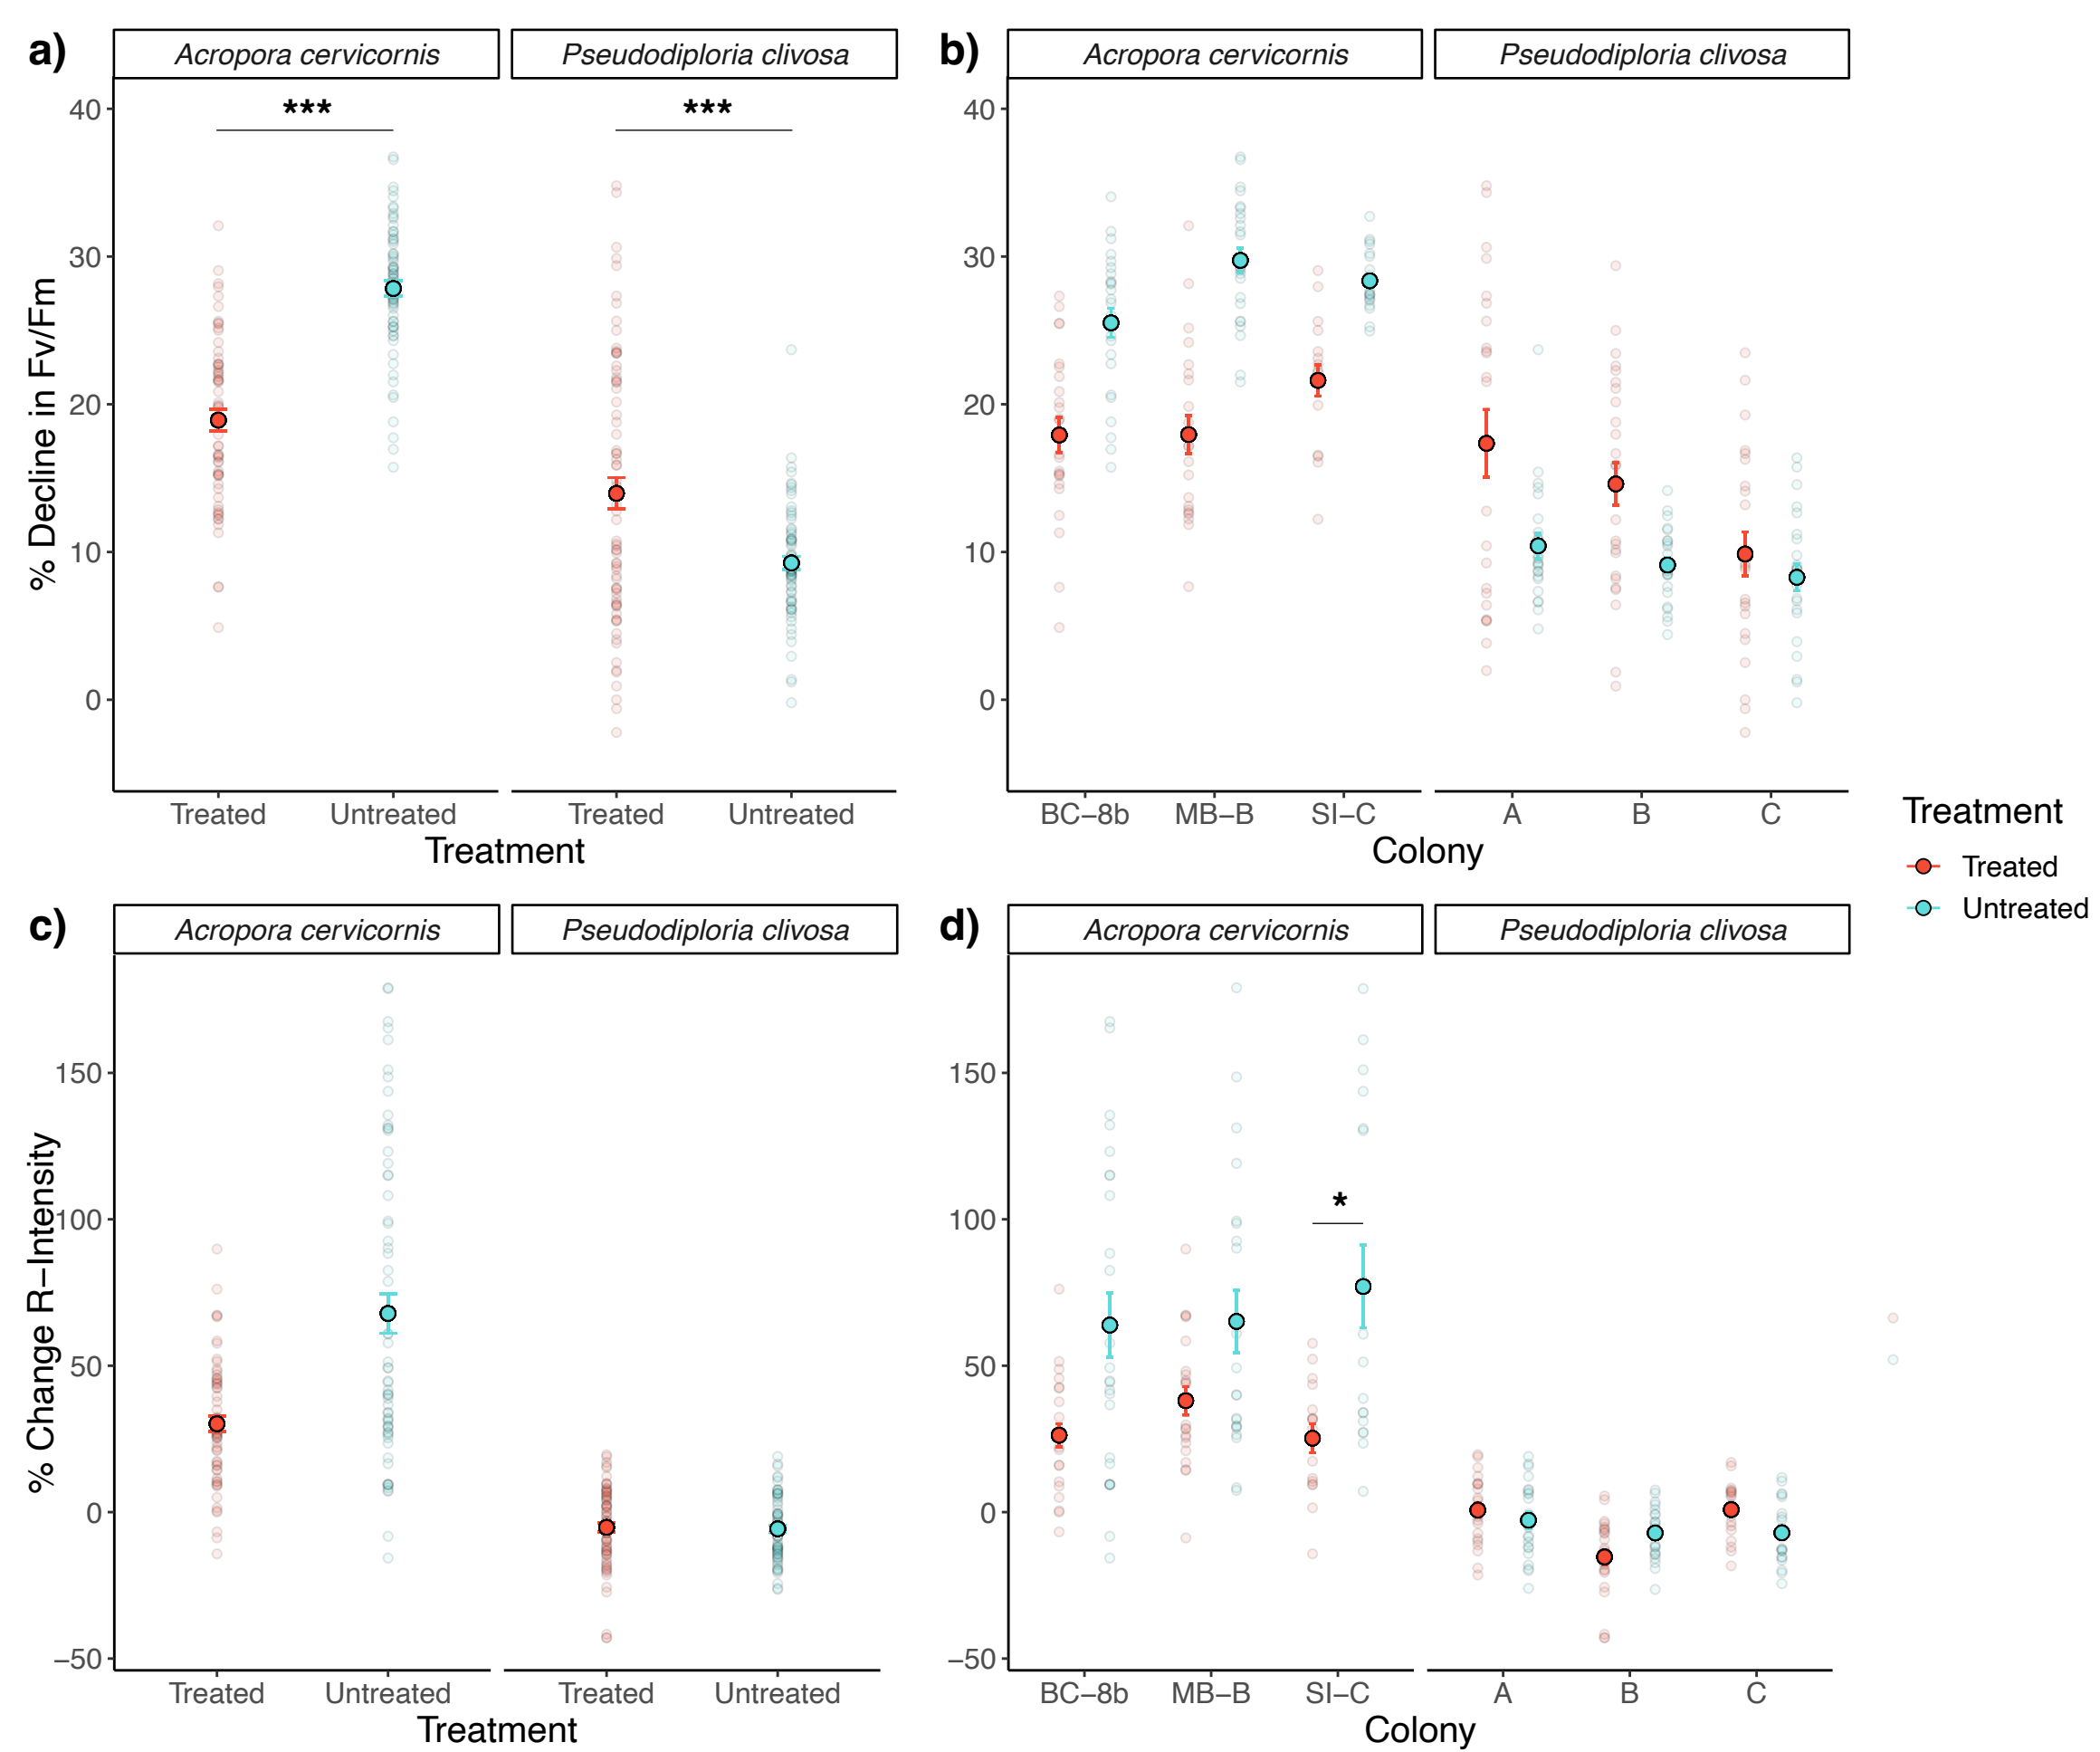 a)
Acropora cervicornis
Pseudodiploria clivosa
*** ***
% Decline in Fv/Fm
40
30
20
10
0
Treated Untreated Treated Untreated
Treatment
b)
Acropora cervicornis
Pseudodiploria clivosa
40
30
20
10
0
BC−8b MB−B SI−C A B C
Colony
Treatment
Treated
Untreated
c)
Acropora cervicornis
Pseudodiploria clivosa
% Change R−Intensity
150
100
50
0
−50
Treated Untreated Treated Untreated
Treatment
d)
Acropora cervicornis
Pseudodiploria clivosa
*
150
100
50
0
−50
BC−8b MB−B SI−C A B C
Colony